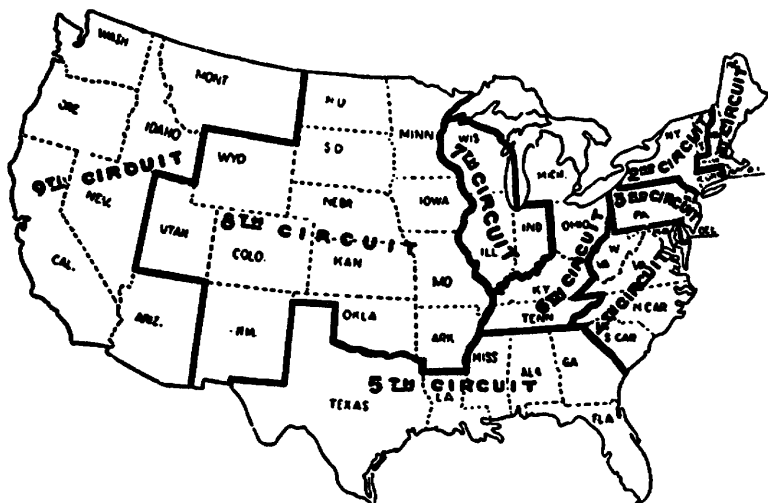 WASH
MONT
ORE
IDAHO
9TH CIRCUIT
NEV.
CAL.
ARIZ.
WYO
UTAH
COLO.
8TH CIRCUIT
N.M.
S D
NEBR
KAN
OKLA
MINN
IOWA
MO
ARK.
WIS
7TH CIRCUIT
ILL
IND
MICH.
OHIO
KY
TENN
6TH CIRCUIT
MISS
ALA
GA
FLA
LA
TEXAS
5TH CIRCUIT
W.
VA
N CAR
S CAR
4TH CIRCUIT
PA
3RD CIRCUIT
DEL
2ND CIRCUIT
CIRCUIT